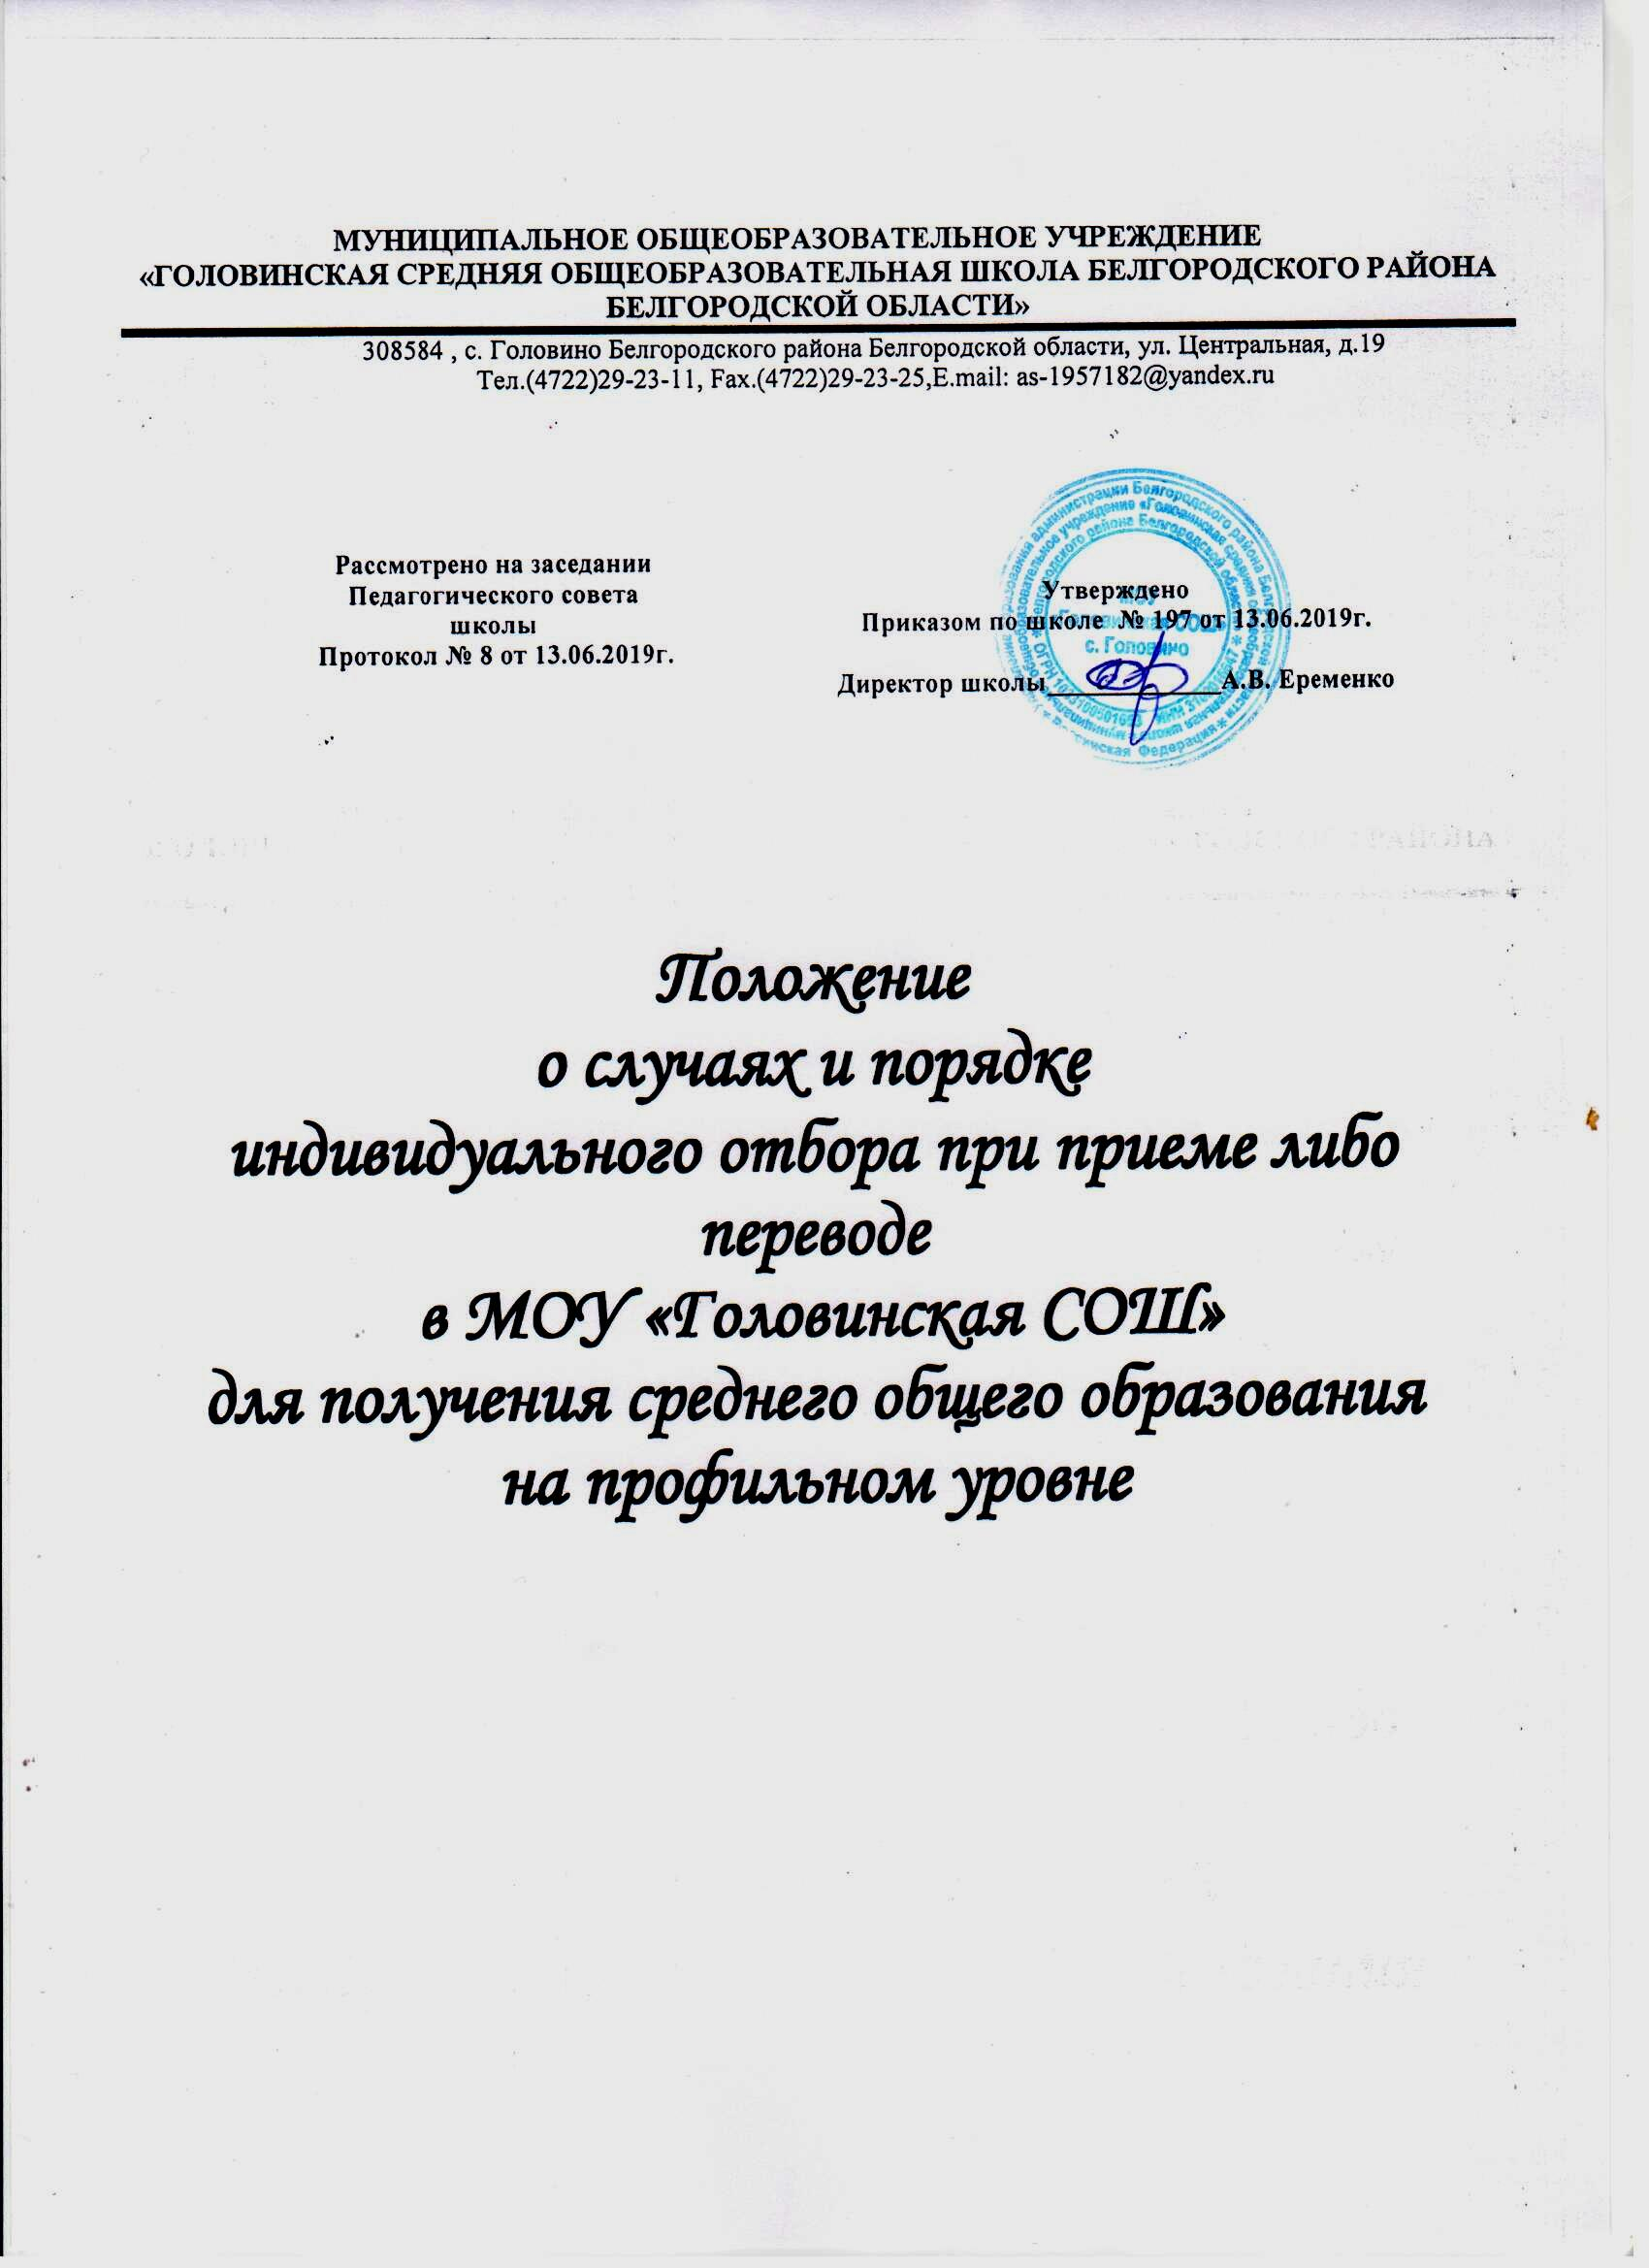 МУНИЦИПАЛЬНОЕ ОБЩЕОБРАЗОВАТЕЛЬНОЕ УЧРЕЖДЕНИЕ
«ГОЛОВИНСКАЯ СРЕДНЯЯ ОБЩЕОБРАЗОВАТЕЛЬНАЯ ШКОЛА БЕЛГОРОДСКОГО РАЙОНА
БЕЛГОРОДСКОЙ ОБЛАСТИ»
308584 , с. Головино Белгородского района Белгородской области, ул. Центральная, д.19
Тел.(4722)29-23-11, Fax.(4722)29-23-25,E.mail: as-1957182@yandex.ru
Рассмотрено на заседании
Педагогического совета
школы
Протокол № 8 от 13.06.2019г.
Утверждено
Приказом по школе № 197 от 13.06.2019г.
с. Головино
Директор школы А.В. Еременко
Положение
о случаях и порядке
индивидуального отбора при приеме либо
переводе
в МОУ «Головинская СОШ»
для получения среднего общего образования
на профильном уровне